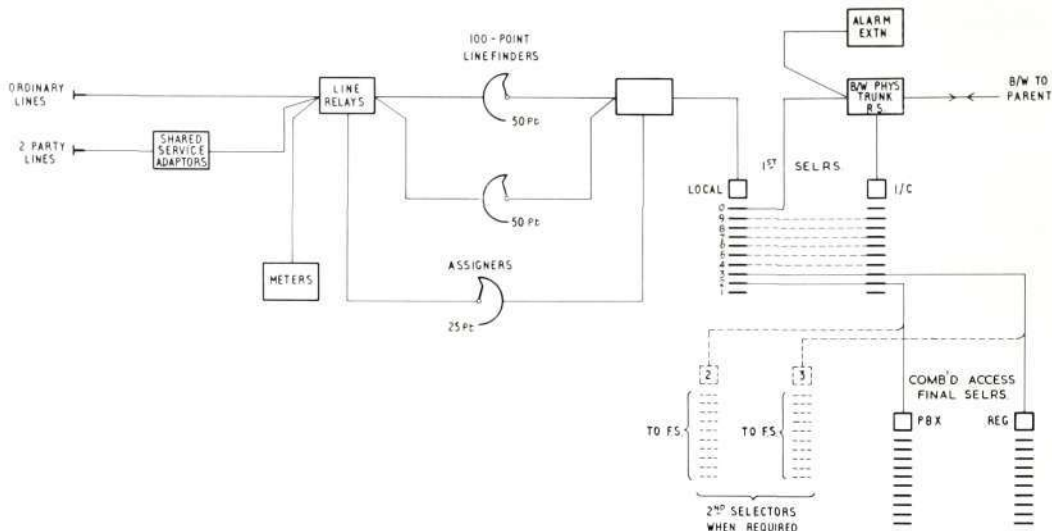 100-POINT
LINEFINDERS
ALARM
EXTN
ORDINARY
LINES
LINE
RELAYS
B/W PHYS
TRUNK
R.S.
B/W TO
PARENT
50 Pt
2 PARTY
LINES
SHARED
SERVICE
ADAPTORS
1ST SELRS.
LOCAL
I/C
0
9
8
7
6
5
4
3
2
1
50 Pt
METERS
ASSIGNERS
25 Pt
2
3
COMB'D ACCESS
FINAL SELRS.
TO F.S.
TO F.S.
PBX
REG
2ND SELECTORS
WHEN REQUIRED